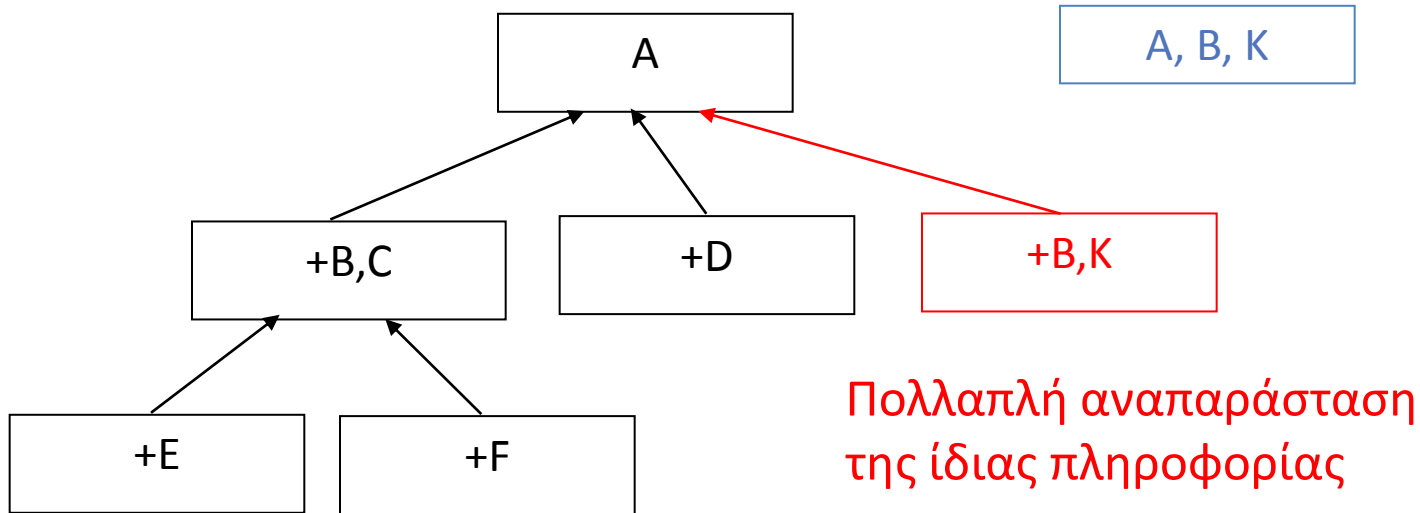 A
A, B, K
+B,C
+D
+B,K
+E
+F
Πολλαπλή αναπαράσταση
της ίδιας πληροφορίας